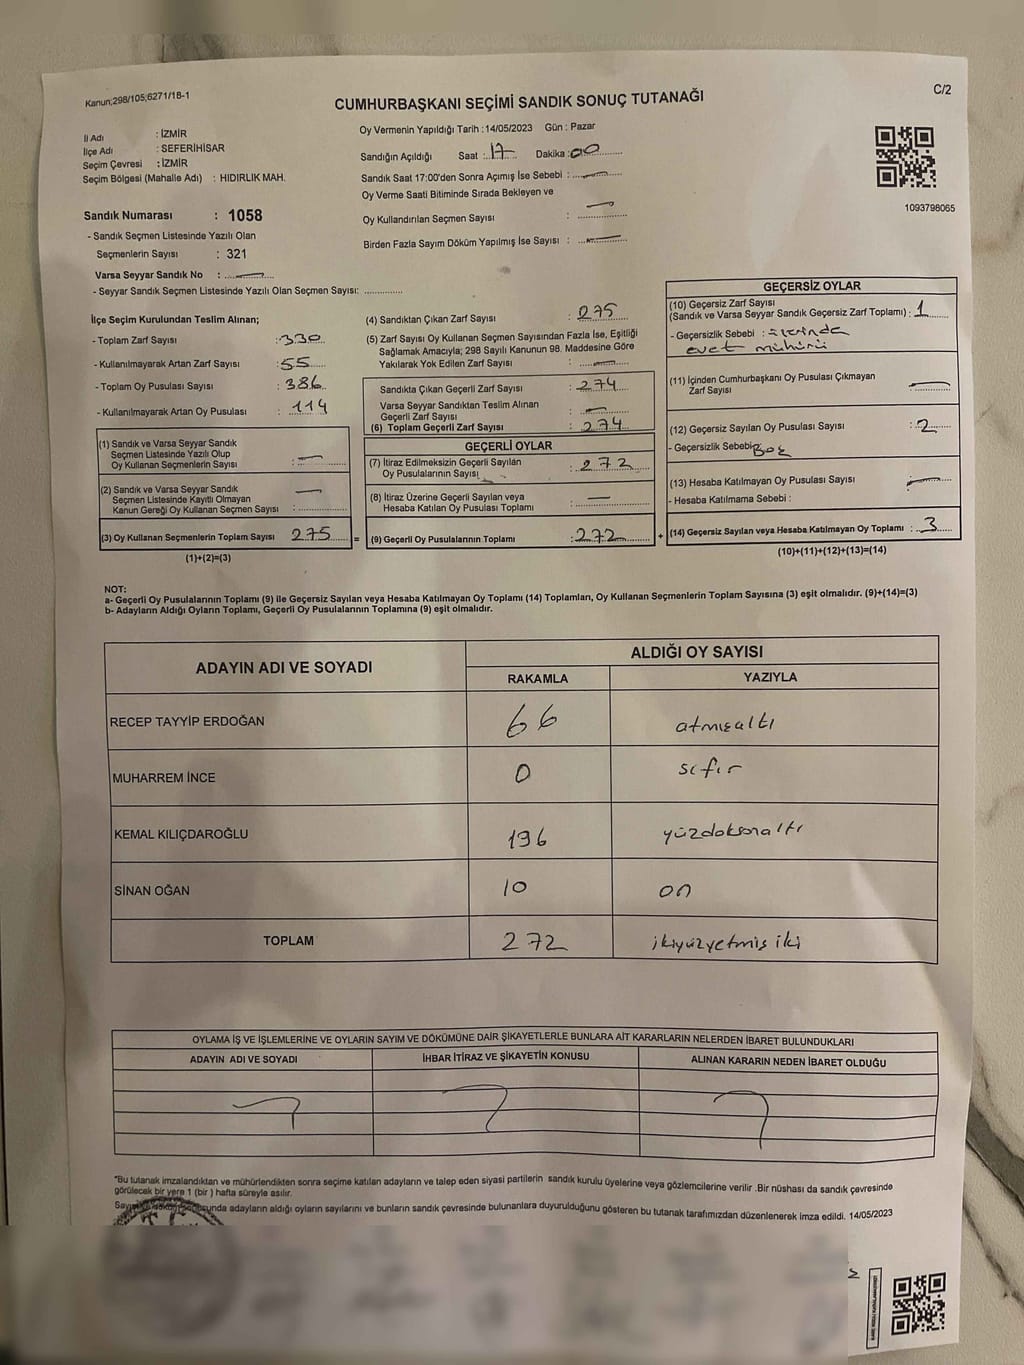 Kanun;298/105;6271/18-1
C/2
CUMHURBAŞKANI SEÇİMİ SANDIK SONUÇ TUTANAĞI
İl Adı : İZMİR
İlçe Adı : SEFERİHİSAR
Seçim Çevresi : İZMİR
Seçim Bölgesi (Mahalle Adı) : HIDIRLIK MAH.
Sandık Numarası : 1058
- Sandık Seçmen Listesinde Yazılı Olan
Seçmenlerin Sayısı : 321
Varsa Seyyar Sandık No :
- Seyyar Sandık Seçmen Listesinde Yazılı Olan Seçmen Sayısı:
Oy Vermenin Yapıldığı Tarih :14/05/2023 Gün : Pazar
Sandığın Açıldığı Saat : 17 Dakika : 00
Sandık Saat 17:00'den Sonra Açımış İse Sebebi :
Oy Verme Saati Bitiminde Sırada Bekleyen ve
Oy Kullandırılan Seçmen Sayısı :
Birden Fazla Sayım Döküm Yapılmış İse Sayısı :
1093798065
İlçe Seçim Kurulundan Teslim Alınan;
- Toplam Zarf Sayısı : 330
- Kullanılmayarak Artan Zarf Sayısı : 55
- Toplam Oy Pusulası Sayısı : 386
- Kullanılmayarak Artan Oy Pusulası : 114
(1) Sandık ve Varsa Seyyar Sandık
Seçmen Listesinde Yazılı Olup
Oy Kullanan Seçmenlerin Sayısı :
(2) Sandık ve Varsa Seyyar Sandık
Seçmen Listesinde Kayıtlı Olmayan
Kanun Gereği Oy Kullanan Seçmen Sayısı :
(3) Oy Kullanan Seçmenlerin Toplam Sayısı 275 =
(1)+(2)=(3)
(4) Sandıktan Çıkan Zarf Sayısı : 275
(5) Zarf Sayısı Oy Kullanan Seçmen Sayısından Fazla İse, Eşitliği
Sağlamak Amacıyla; 298 Sayılı Kanunun 98. Maddesine Göre
Yakılarak Yok Edilen Zarf Sayısı :
Sandıkta Çıkan Geçerli Zarf Sayısı : 274
Varsa Seyyar Sandıktan Teslim Alınan
Geçerli Zarf Sayısı :
(6) Toplam Geçerli Zarf Sayısı : 274
GEÇERLİ OYLAR
(7) İtiraz Edilmeksizin Geçerli Sayılan
Oy Pusulalarının Sayısı : 272
(8) İtiraz Üzerine Geçerli Sayılan veya
Hesaba Katılan Oy Pusulası Toplamı :
(9) Geçerli Oy Pusulalarının Toplamı : 272 +
GEÇERSİZ OYLAR
(10) Geçersiz Zarf Sayısı
(Sandık ve Varsa Seyyar Sandık Geçersiz Zarf Toplamı) : 1
- Geçersizlik Sebebi : üzerinde
evet mühürü
(11) İçinden Cumhurbaşkanı Oy Pusulası Çıkmayan
Zarf Sayısı :
(12) Geçersiz Sayılan Oy Pusulası Sayısı : 2
- Geçersizlik Sebebi: Boş
(13) Hesaba Katılmayan Oy Pusulası Sayısı :
- Hesaba Katılmama Sebebi :
(14) Geçersiz Sayılan veya Hesaba Katılmayan Oy Toplamı : 3
(10)+(11)+(12)+(13)=(14)
NOT:
a- Geçerli Oy Pusulalarının Toplamı (9) ile Geçersiz Sayılan veya Hesaba Katılmayan Oy Toplamı (14) Toplamları, Oy Kullanan Seçmenlerin Toplam Sayısına (3) eşit olmalıdır. (9)+(14)=(3)
b- Adayların Aldığı Oyların Toplamı, Geçerli Oy Pusulalarının Toplamına (9) eşit olmalıdır.
ADAYIN ADI VE SOYADI ALDIĞI OY SAYISI
RAKAMLA YAZIYLA
RECEP TAYYİP ERDOĞAN 66 atmışaltı
MUHARREM İNCE 0 sıfır
KEMAL KILIÇDAROĞLU 196 yüzdoksanaltı
SİNAN OĞAN 10 on
TOPLAM 272 ikiyüzyetmiş iki
OYLAMA İŞ VE İŞLEMLERİNE VE OYLARIN SAYIM VE DÖKÜMÜNE DAİR ŞİKAYETLERLE BUNLARA AİT KARARLARIN NELERDEN İBARET BULUNDUKLARI
ADAYIN ADI VE SOYADI İHBAR İTİRAZ VE ŞİKAYETİN KONUSU ALINAN KARARIN NEDEN İBARET OLDUĞU
*Bu tutanak imzalandıktan ve mühürlendikten sonra seçime katılan adayların ve talep eden siyasi partilerin sandık kurulu üyelerine veya gözlemcilerine verilir .Bir nüshası da sandık çevresinde
görülecek bir yere 1 (bir ) hafta süreyle asılır.
adayların aldığı oyların sayılarını ve bunların sandık çevresinde bulunanlara duyurulduğunu gösteren bu tutanak tarafımızdan düzenlenerek imza edildi. 14/05/2023